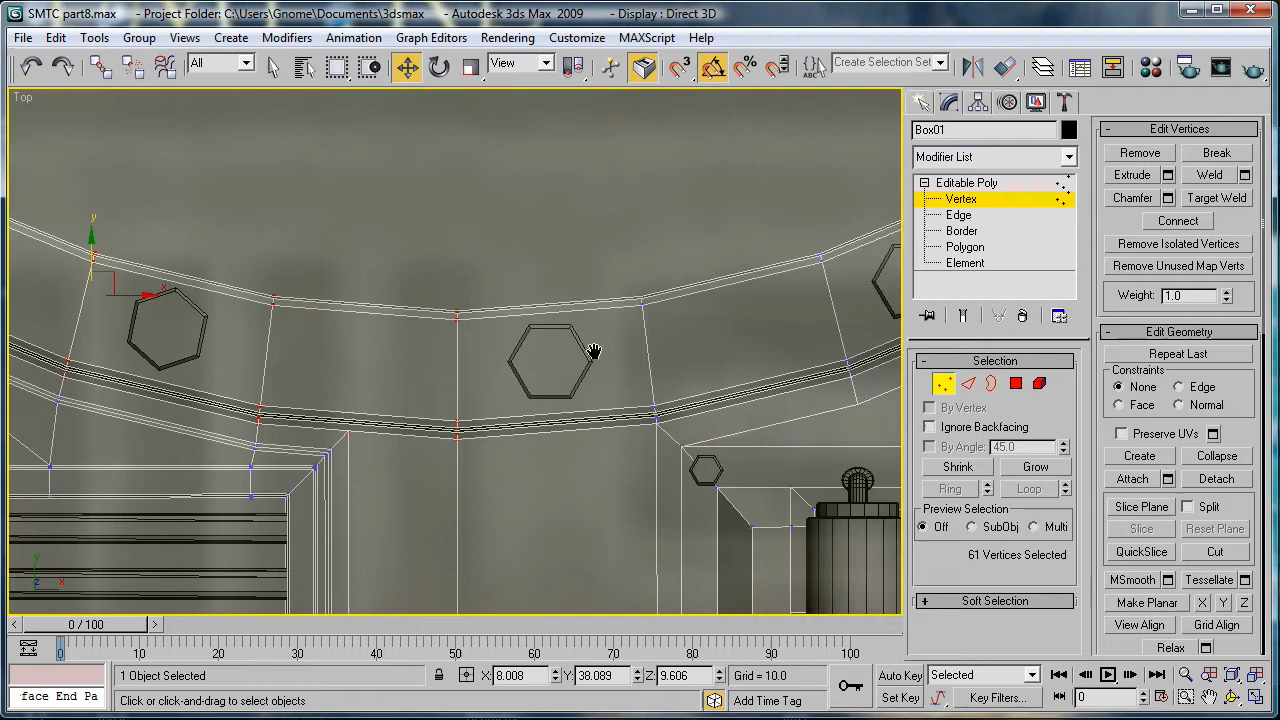 SMTC part8.max - Project Folder: C:\Users\Gnome\Documents\3dsmax - Autodesk 3ds Max 2009 - Display : Direct 3D
File Edit Tools Group Views Create Modifiers Animation Graph Editors Rendering Customize MAXScript Help
All View 3 % ABC Create Selection Set
Top
y
x
y
z x
Box01
Modifier List
Editable Poly
Vertex
Edge
Border
Polygon
Element
Selection
By Vertex
Ignore Backfacing
By Angle: 45.0
Shrink Grow
Ring Loop
Preview Selection
Off SubObj Multi
61 Vertices Selected
Soft Selection
Edit Vertices
Remove Break
Extrude Weld
Chamfer Target Weld
Connect
Remove Isolated Vertices
Remove Unused Map Verts
Weight: 1.0
Edit Geometry
Repeat Last
Constraints
None Edge
Face Normal
Preserve UVs
Create Collapse
Attach Detach
Slice Plane Split
Slice Reset Plane
QuickSlice Cut
MSmooth Tessellate
Make Planar X Y Z
View Align Grid Align
Relax
0 / 100
0 10 20 30 40 50 60 70 80 90 100
1 Object Selected X: 8.008 Y: 38.089 Z: 9.606 Grid = 10.0 Auto Key Selected
face End Pa Click or click-and-drag to select objects Add Time Tag Set Key Key Filters... 0